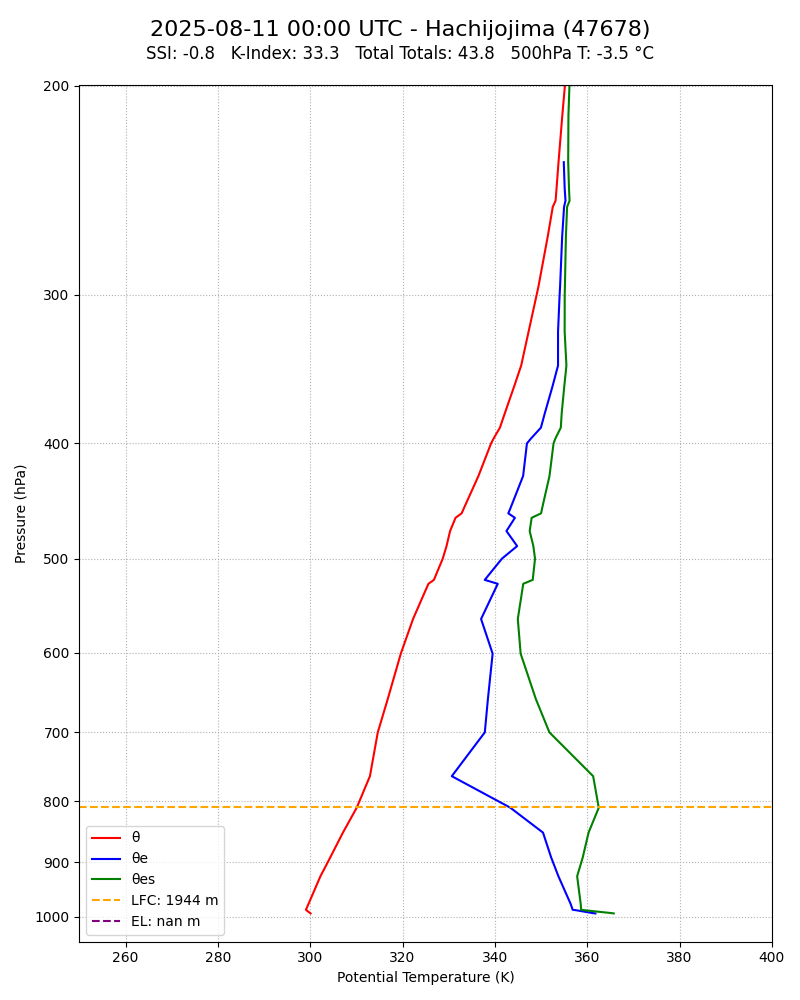 2025-08-11 00:00 UTC - Hachijojima (47678)
SSI: -0.8   K-Index: 33.3   Total Totals: 43.8   500hPa T: -3.5 °C
200
300
400
500
600
700
800
900
1000
Pressure (hPa)
θ
θe
θes
LFC: 1944 m
EL: nan m
260 280 300 320 340 360 380 400
Potential Temperature (K)